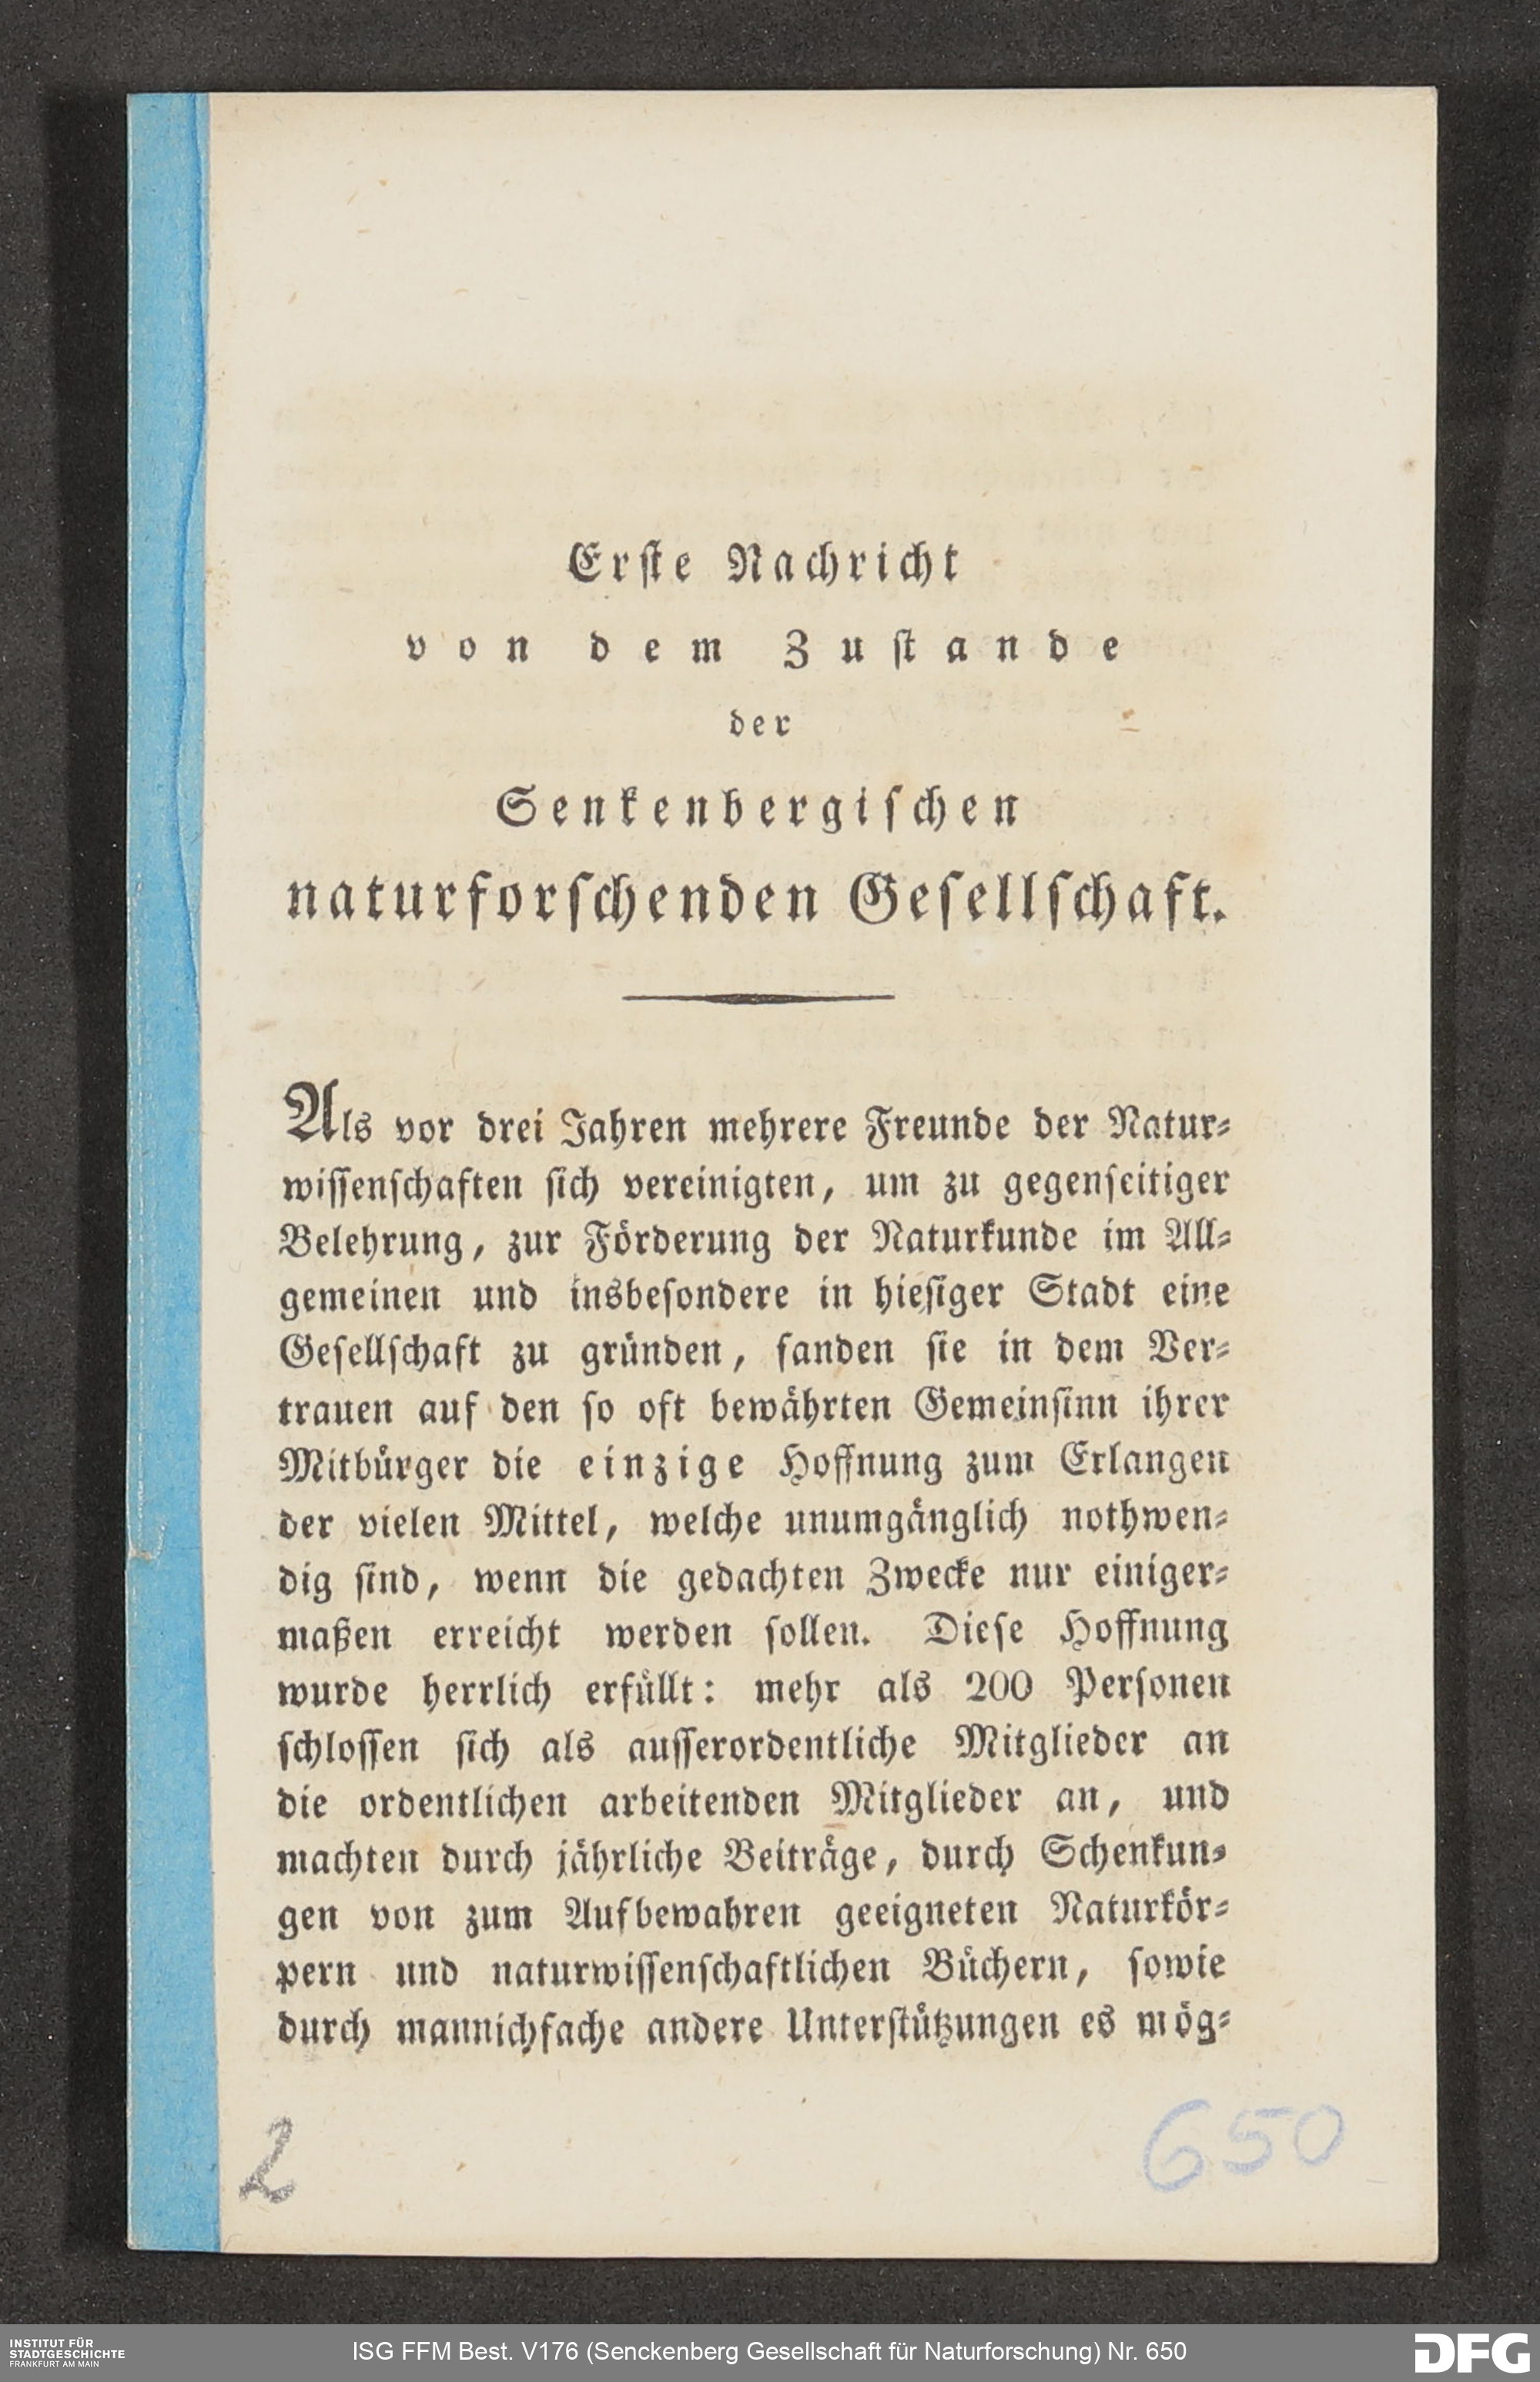 Erste Nachricht
von dem Zustande
der
Senkenbergischen
naturforschenden Gesellschaft.
Als vor drei Jahren mehrere Freunde der Natur-
wissenschaften sich vereinigten, um zu gegenseitiger
Belehrung, zur Förderung der Naturkunde im All-
gemeinen und insbesondere in hiesiger Stadt eine
Gesellschaft zu gründen, fanden sie in dem Ver-
trauen auf den so oft bewährten Gemeinsinn ihrer
Mitbürger die einzige Hoffnung zum Erlangen
der vielen Mittel, welche unumgänglich nothwen-
dig sind, wenn die gedachten Zwecke nur einiger-
maßen erreicht werden sollen. Diese Hoffnung
wurde herrlich erfüllt: mehr als 200 Personen
schlossen sich als ausserordentliche Mitglieder an
die ordentlichen arbeitenden Mitglieder an, und
machten durch jährliche Beiträge, durch Schenkun-
gen von zum Aufbewahren geeigneten Naturkör-
pern und naturwissenschaftlichen Büchern, sowie
durch mannichfache andere Unterstützungen es mög-
2
650
INSTITUT FÜR
STADTGESCHICHTE
FRANKFURT AM MAIN
ISG FFM Best. V176 (Senckenberg Gesellschaft für Naturforschung) Nr. 650
DFG